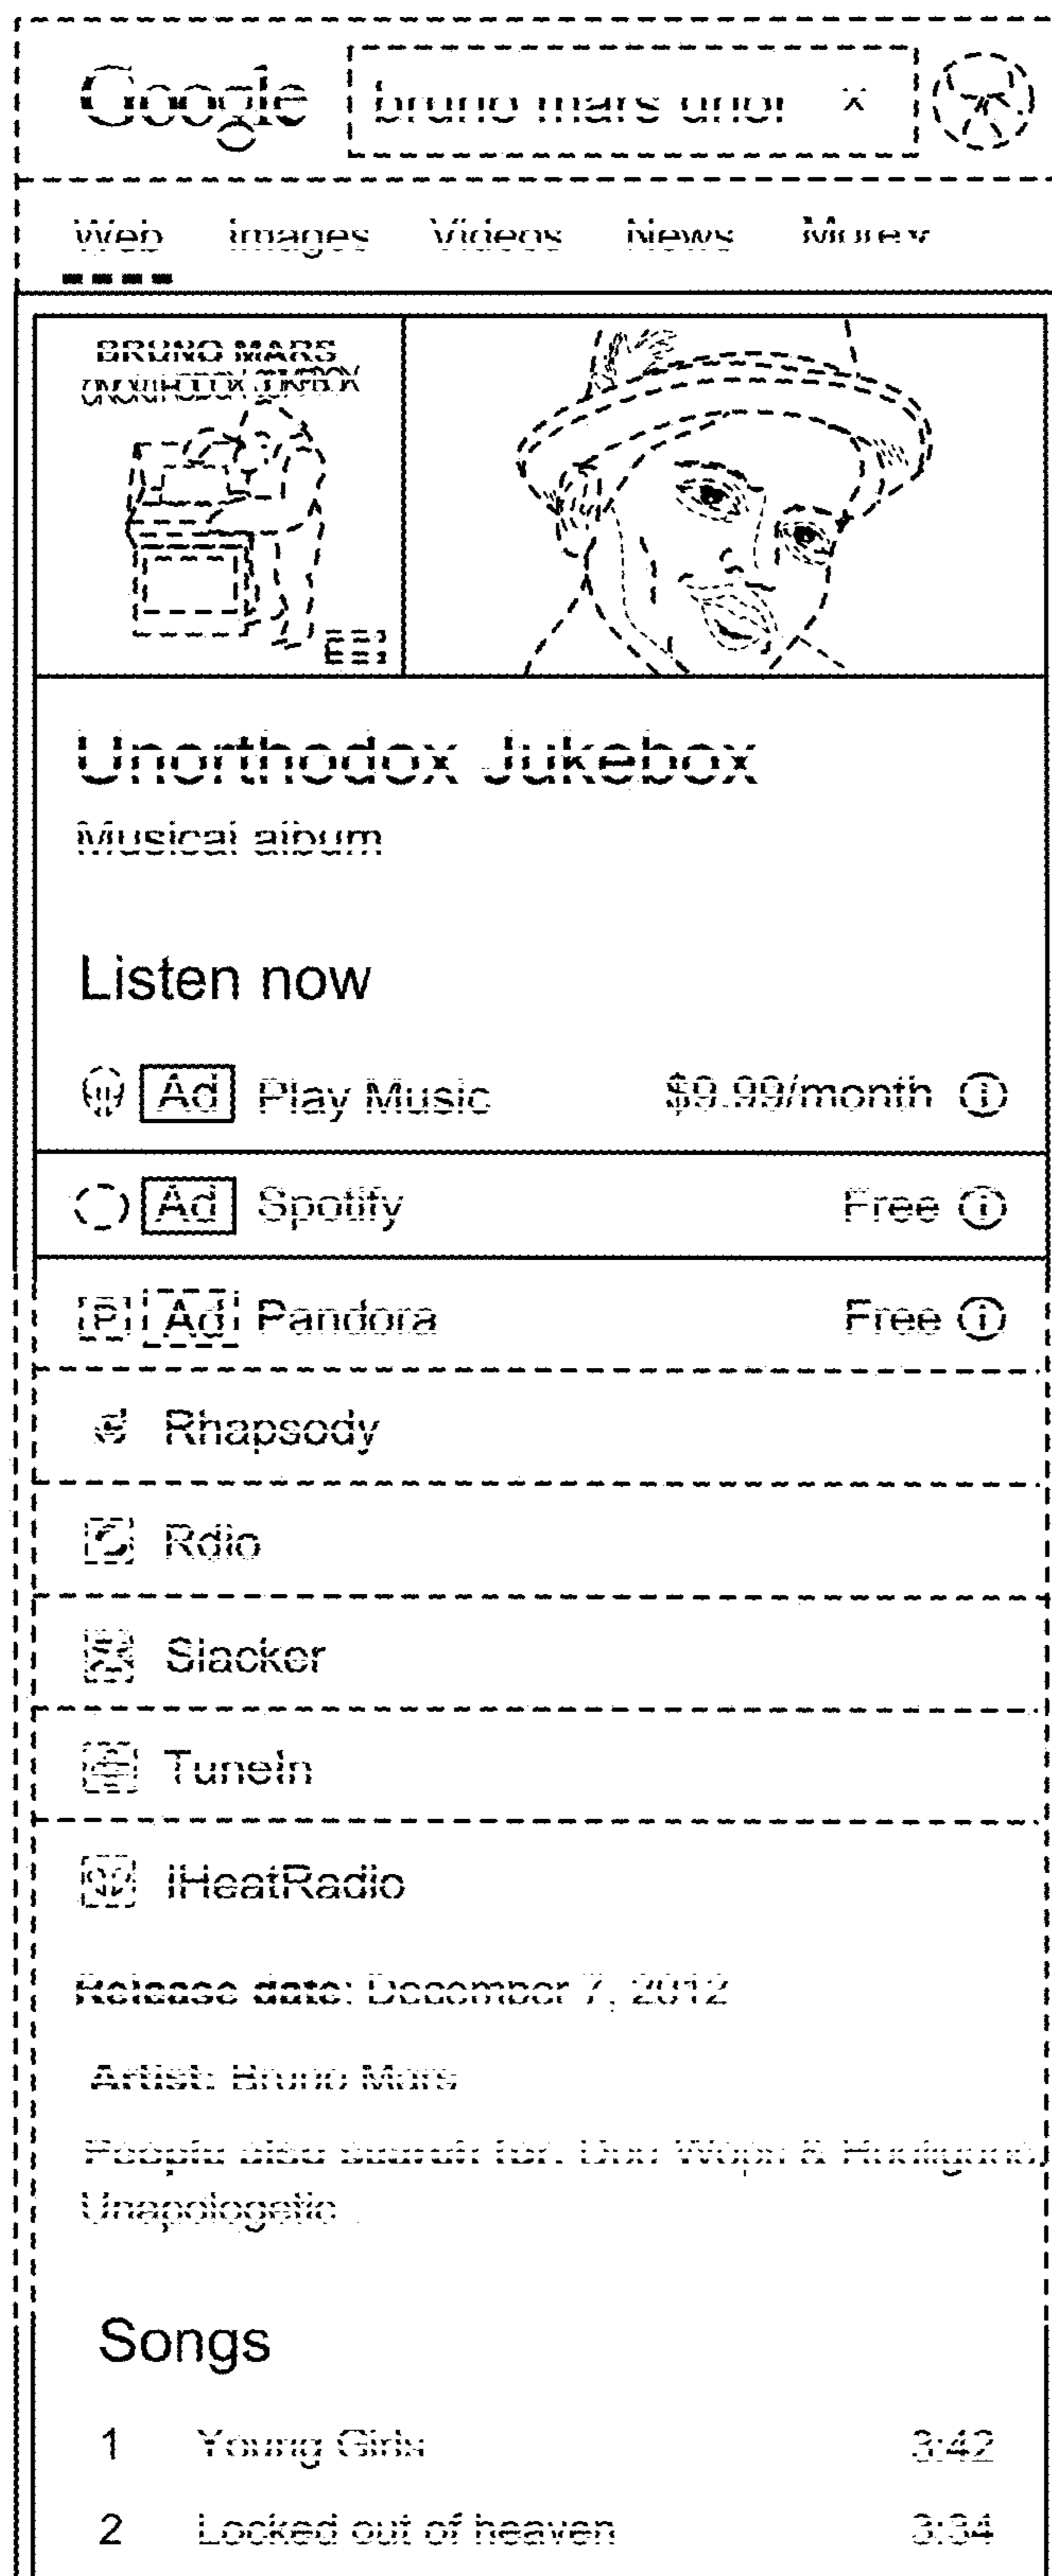 Google bruno mars unor x
Web Images Videos News More
BRUNO MARS
UNORTHODOX JUKEBOX
Unorthodox Jukebox
Musical album
Listen now
Ad Play Music $9.99/month i
Ad Spotify Free i
P Ad Pandora Free i
Rhapsody
Rdio
Slacker
TuneIn
iHeatRadio
Release date: December 7, 2012
Artist: Bruno Mars
People also search for: Doo Wops & Hooligans,
Unapologetic
Songs
1 Young Girls 3:42
2 Locked out of heaven 3:34